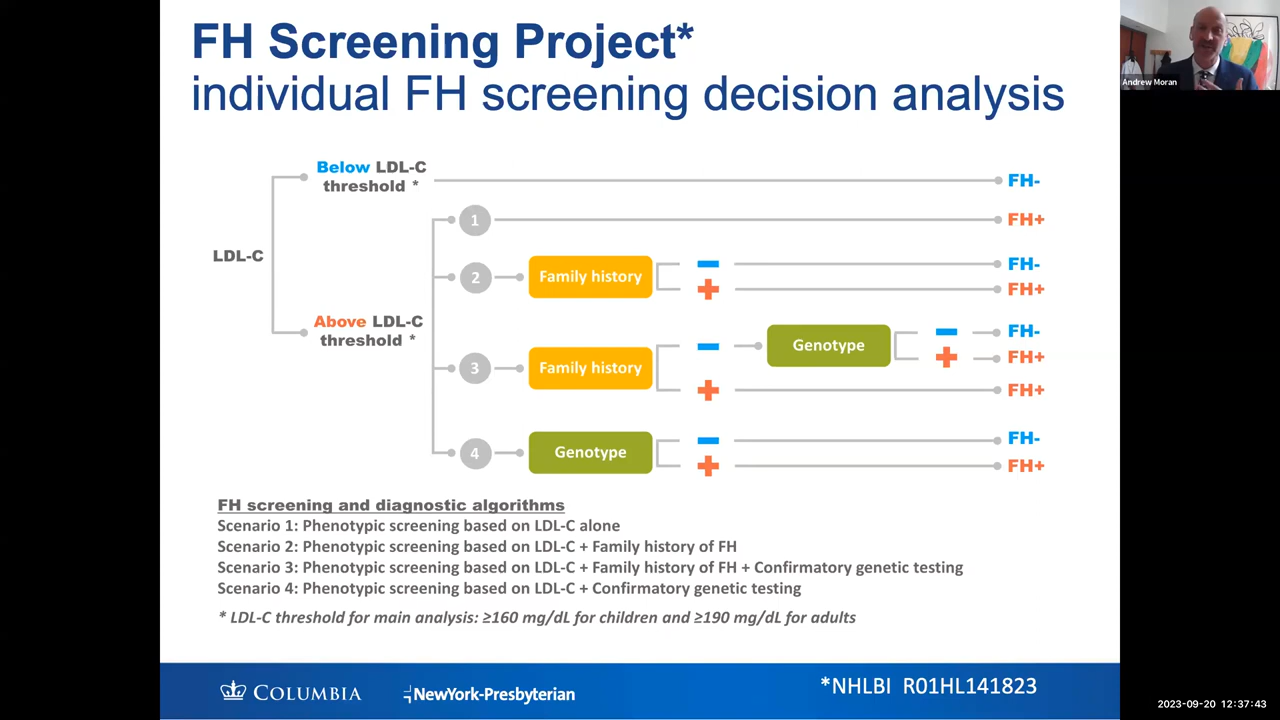 FH Screening Project*
individual FH screening decision analysis
Andrew Moran
Below LDL-C
threshold *
FH-
1
FH+
LDL-C
2
Family history
FH-
FH+
Above LDL-C
threshold *
3
Family history
Genotype
FH-
FH+
FH+
4
Genotype
FH-
FH+
FH screening and diagnostic algorithms
Scenario 1: Phenotypic screening based on LDL-C alone
Scenario 2: Phenotypic screening based on LDL-C + Family history of FH
Scenario 3: Phenotypic screening based on LDL-C + Family history of FH + Confirmatory genetic testing
Scenario 4: Phenotypic screening based on LDL-C + Confirmatory genetic testing
* LDL-C threshold for main analysis: ≥160 mg/dL for children and ≥190 mg/dL for adults
COLUMBIA
NewYork-Presbyterian
*NHLBI R01HL141823
2023-09-20 12:37:43